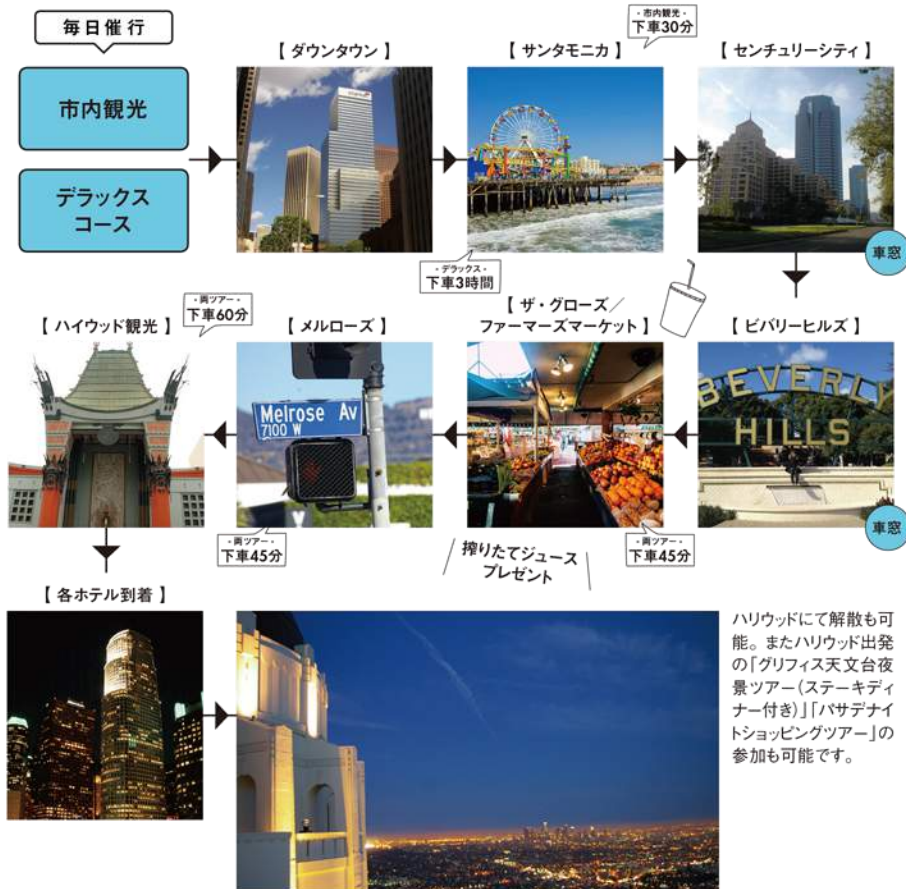 毎日催行
市内観光
デラックス
コース
【 ダウンタウン 】
- 市内観光 -
下車30分
【 サンタモニカ 】
- デラックス -
下車3時間
【 センチュリーシティ 】
車窓
【 ビバリーヒルズ 】
BEVERLY
HILLS
車窓
【 ザ・グローズ／
ファーマーズマーケット 】
- 両ツアー -
下車45分
搾りたてジュース
プレゼント
【 メルローズ 】
Melrose Av
7100 W
- 両ツアー -
下車45分
【 ハイウッド観光 】
- 両ツアー -
下車60分
【 各ホテル到着 】
ハリウッドにて解散も可
能。またハリウッド出発
の「グリフィス天文台夜
景ツアー(ステーキディ
ナー付き)」「パサデナイ
トショッピングツアー」の
参加も可能です。